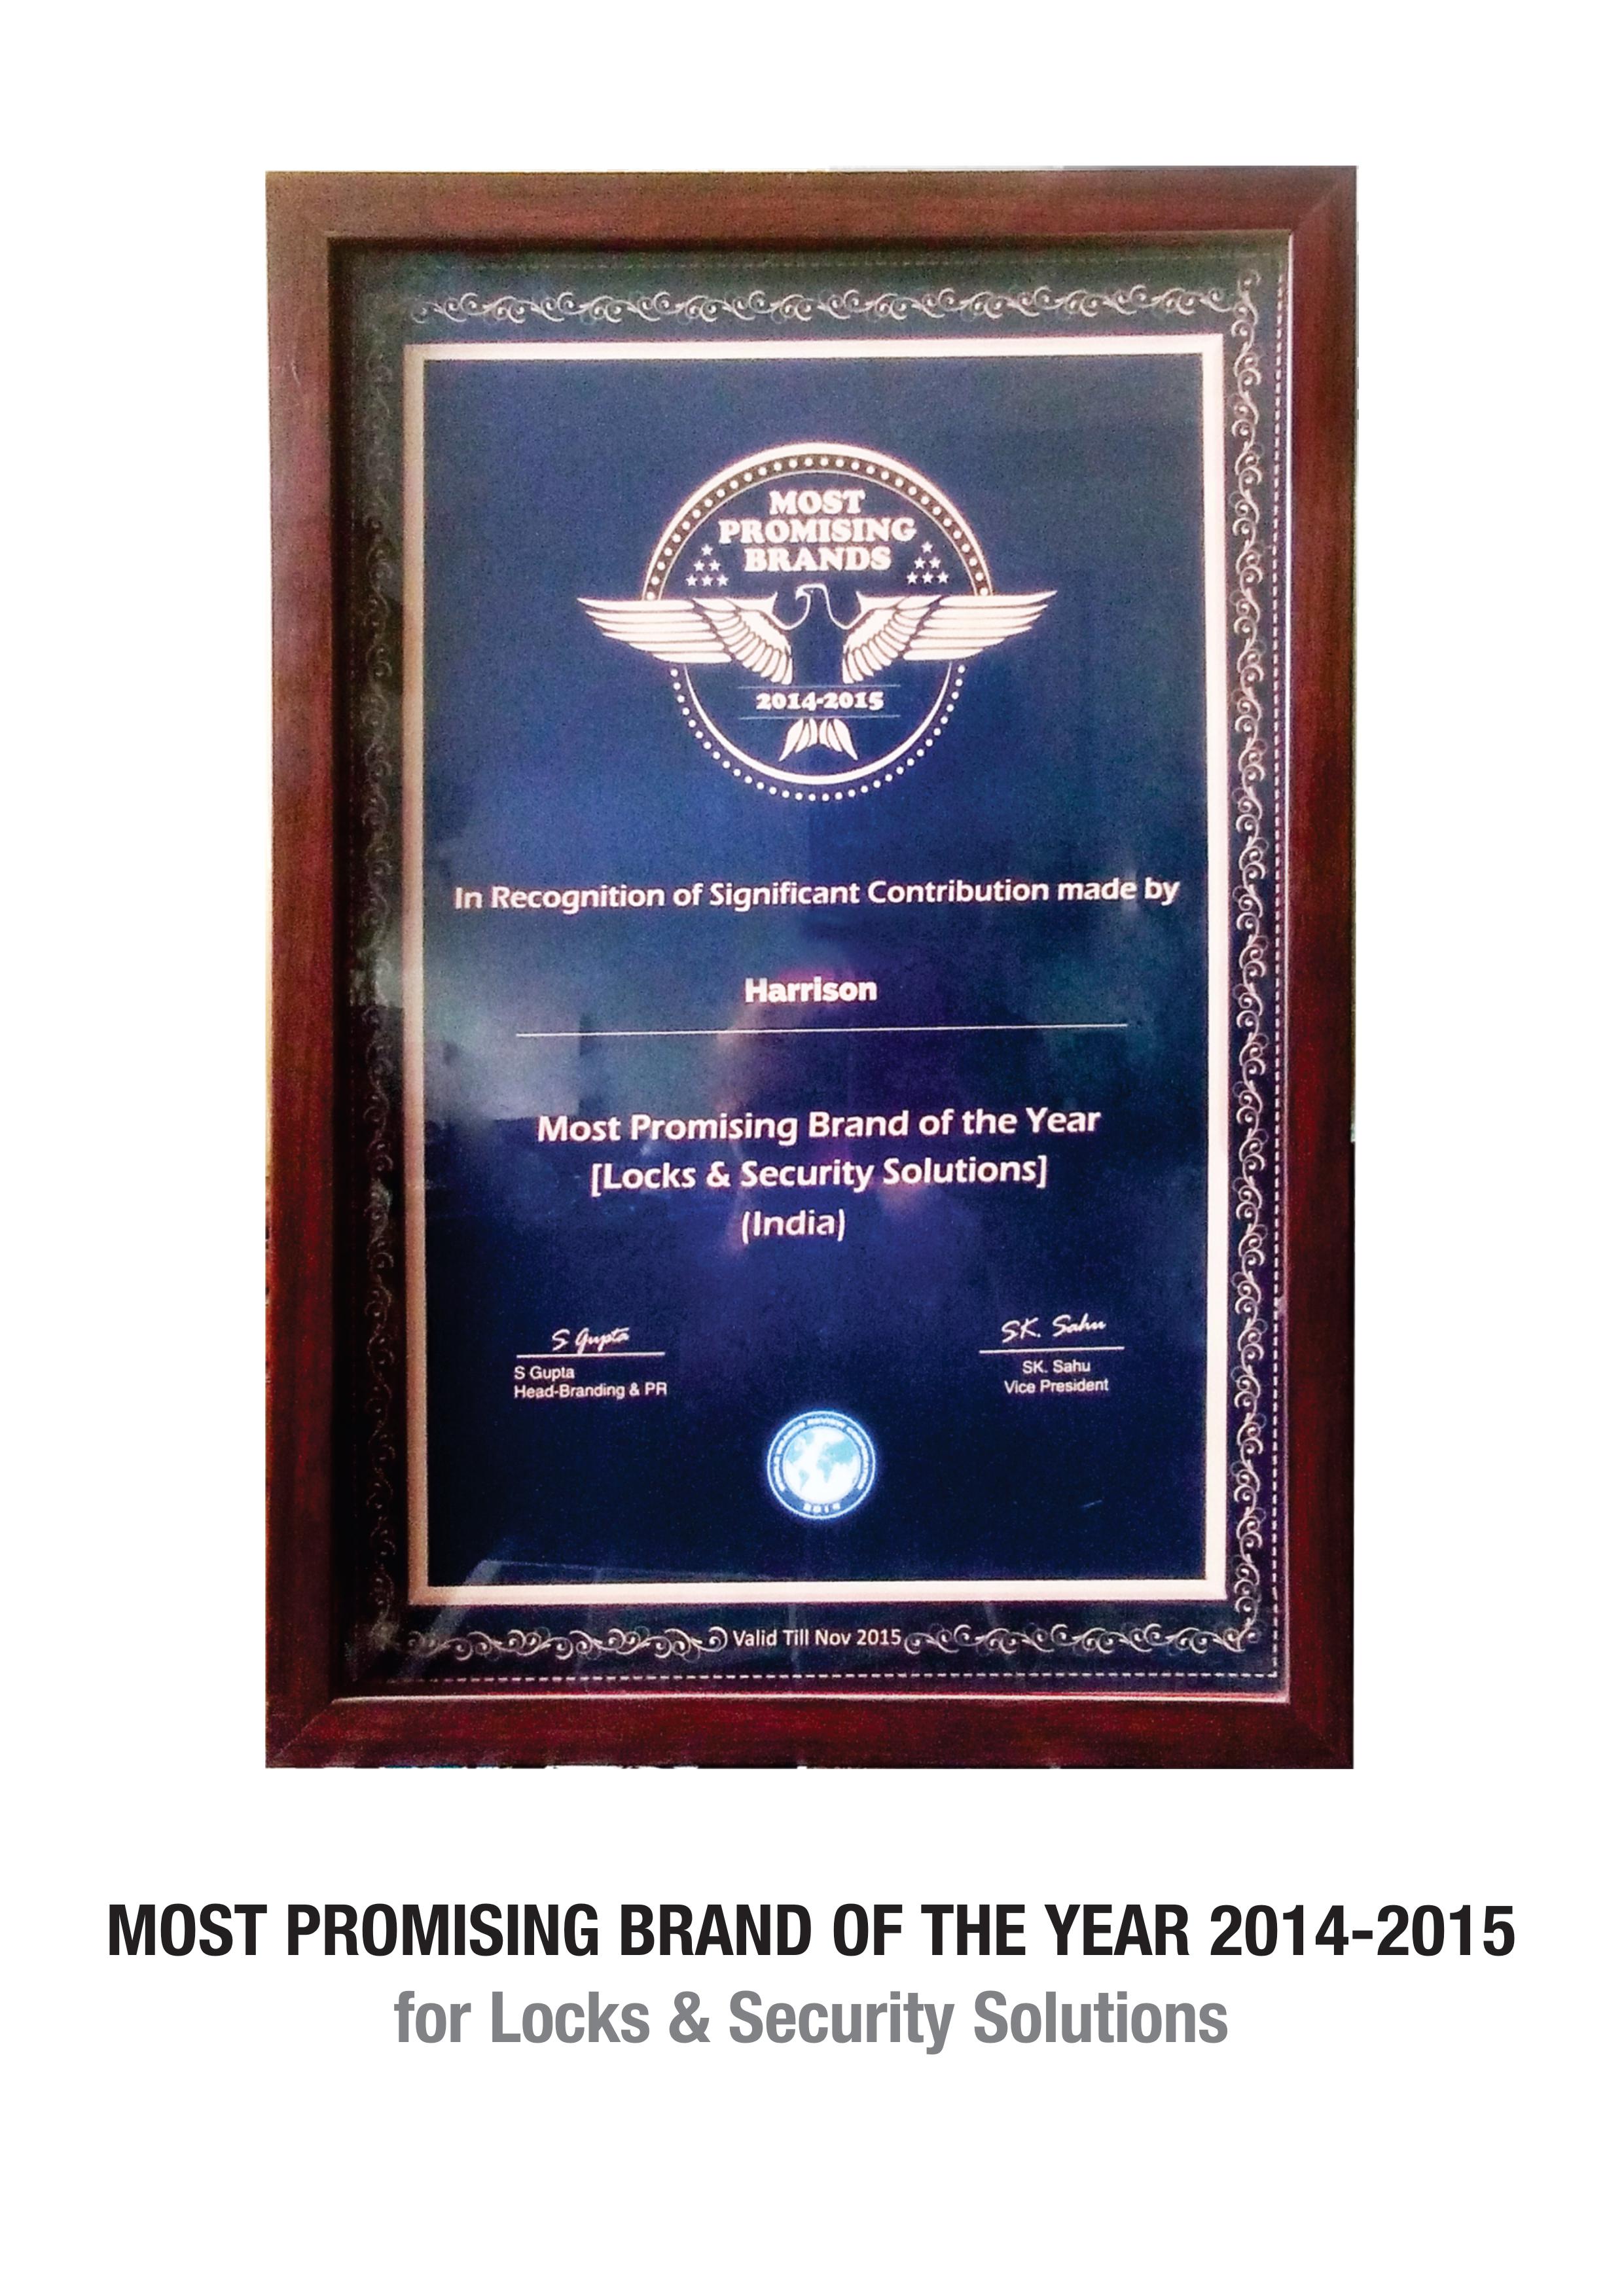 MOST
PROMISING
BRANDS
2014-2015
In Recognition of Significant Contribution made by
Harrison
Most Promising Brand of the Year
[Locks & Security Solutions]
(India)
S Gupta
S Gupta
Head-Branding & PR
SK. Sahu
SK. Sahu
Vice President
Valid Till Nov 2015
MOST PROMISING BRAND OF THE YEAR 2014-2015
for Locks & Security Solutions